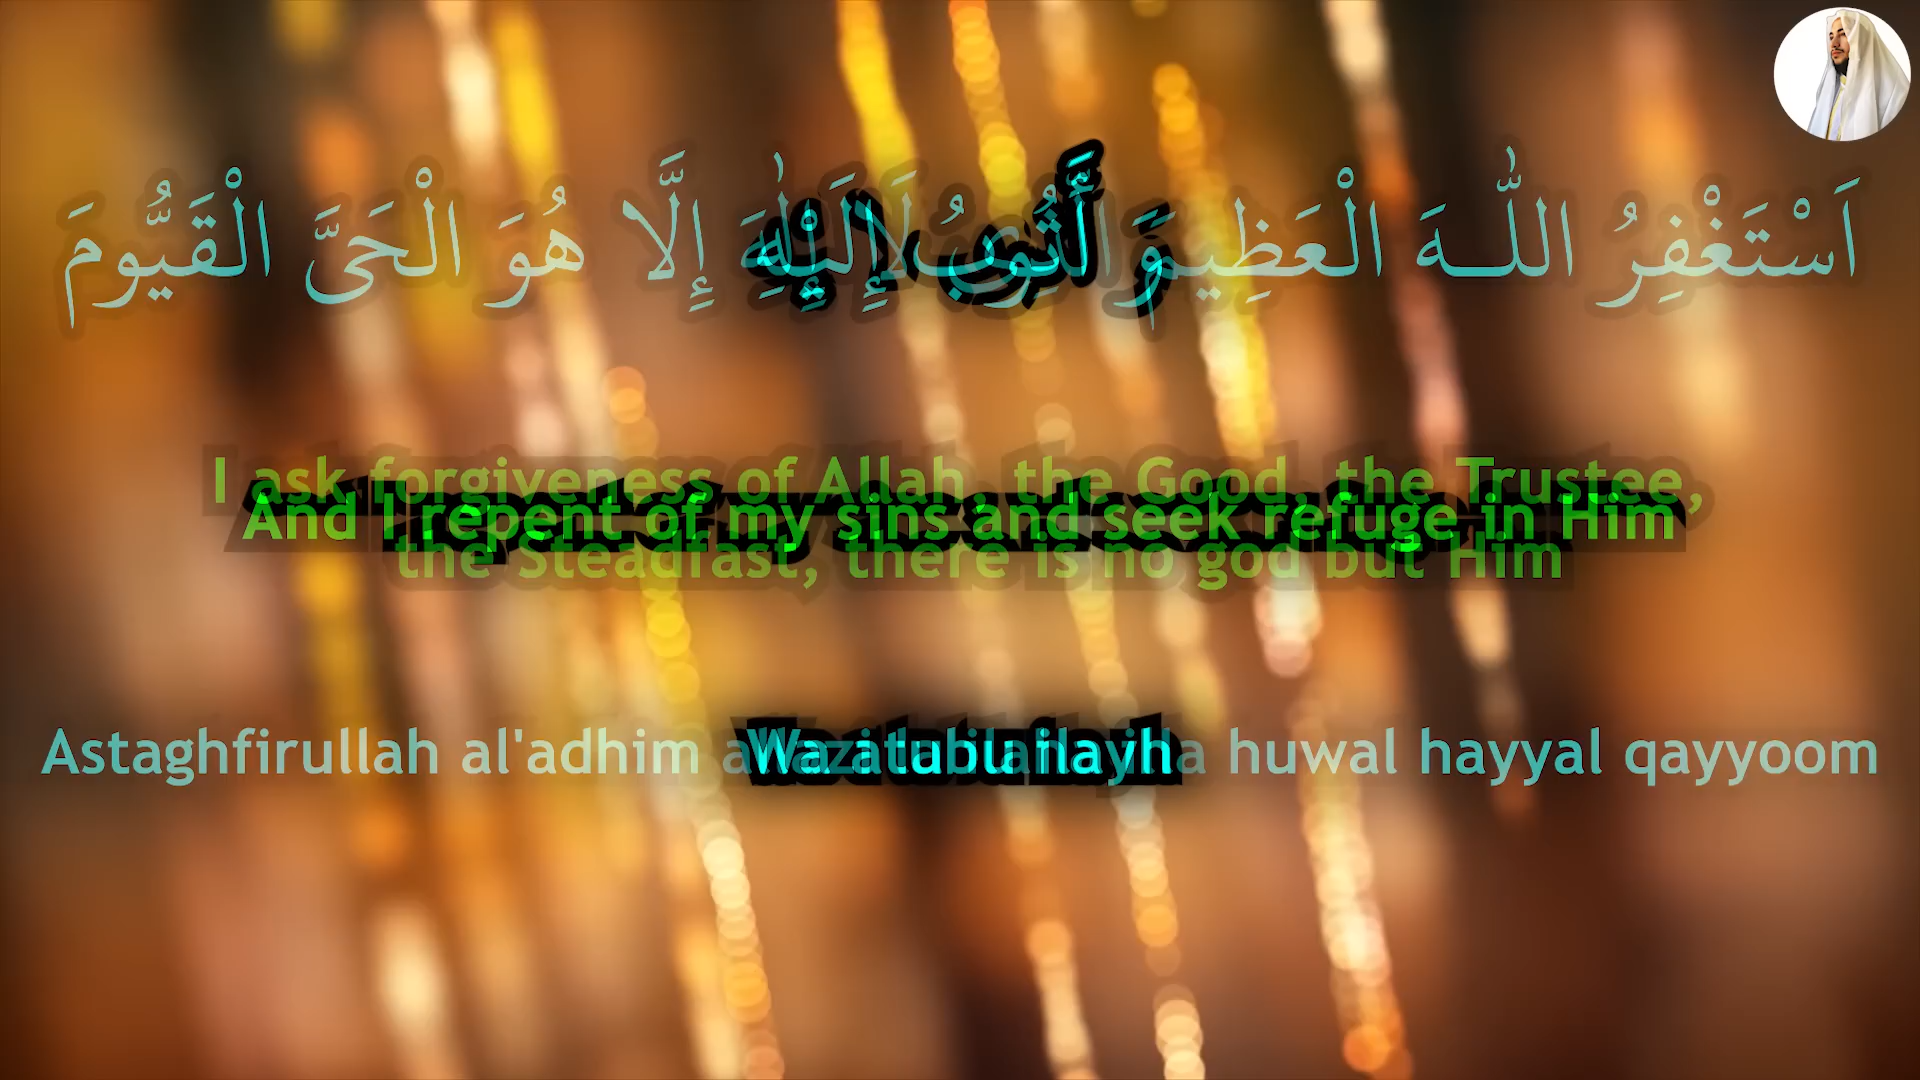 اَسْتَغْفِرُ اللّٰـهَ الْعَظِيمَ إِلَّا هُوَ الْحَىَّ الْقَيُّومَ
وَأَتُوبُ إِلَيْهِ
I ask forgiveness of Allah, the Good, the Trustee,
And I repent of my sins and seek refuge in Him
the Steadfast, there is no god but Him
Astaghfirullah al'adhim huwal hayyal qayyoom
Wa atubu ilayh